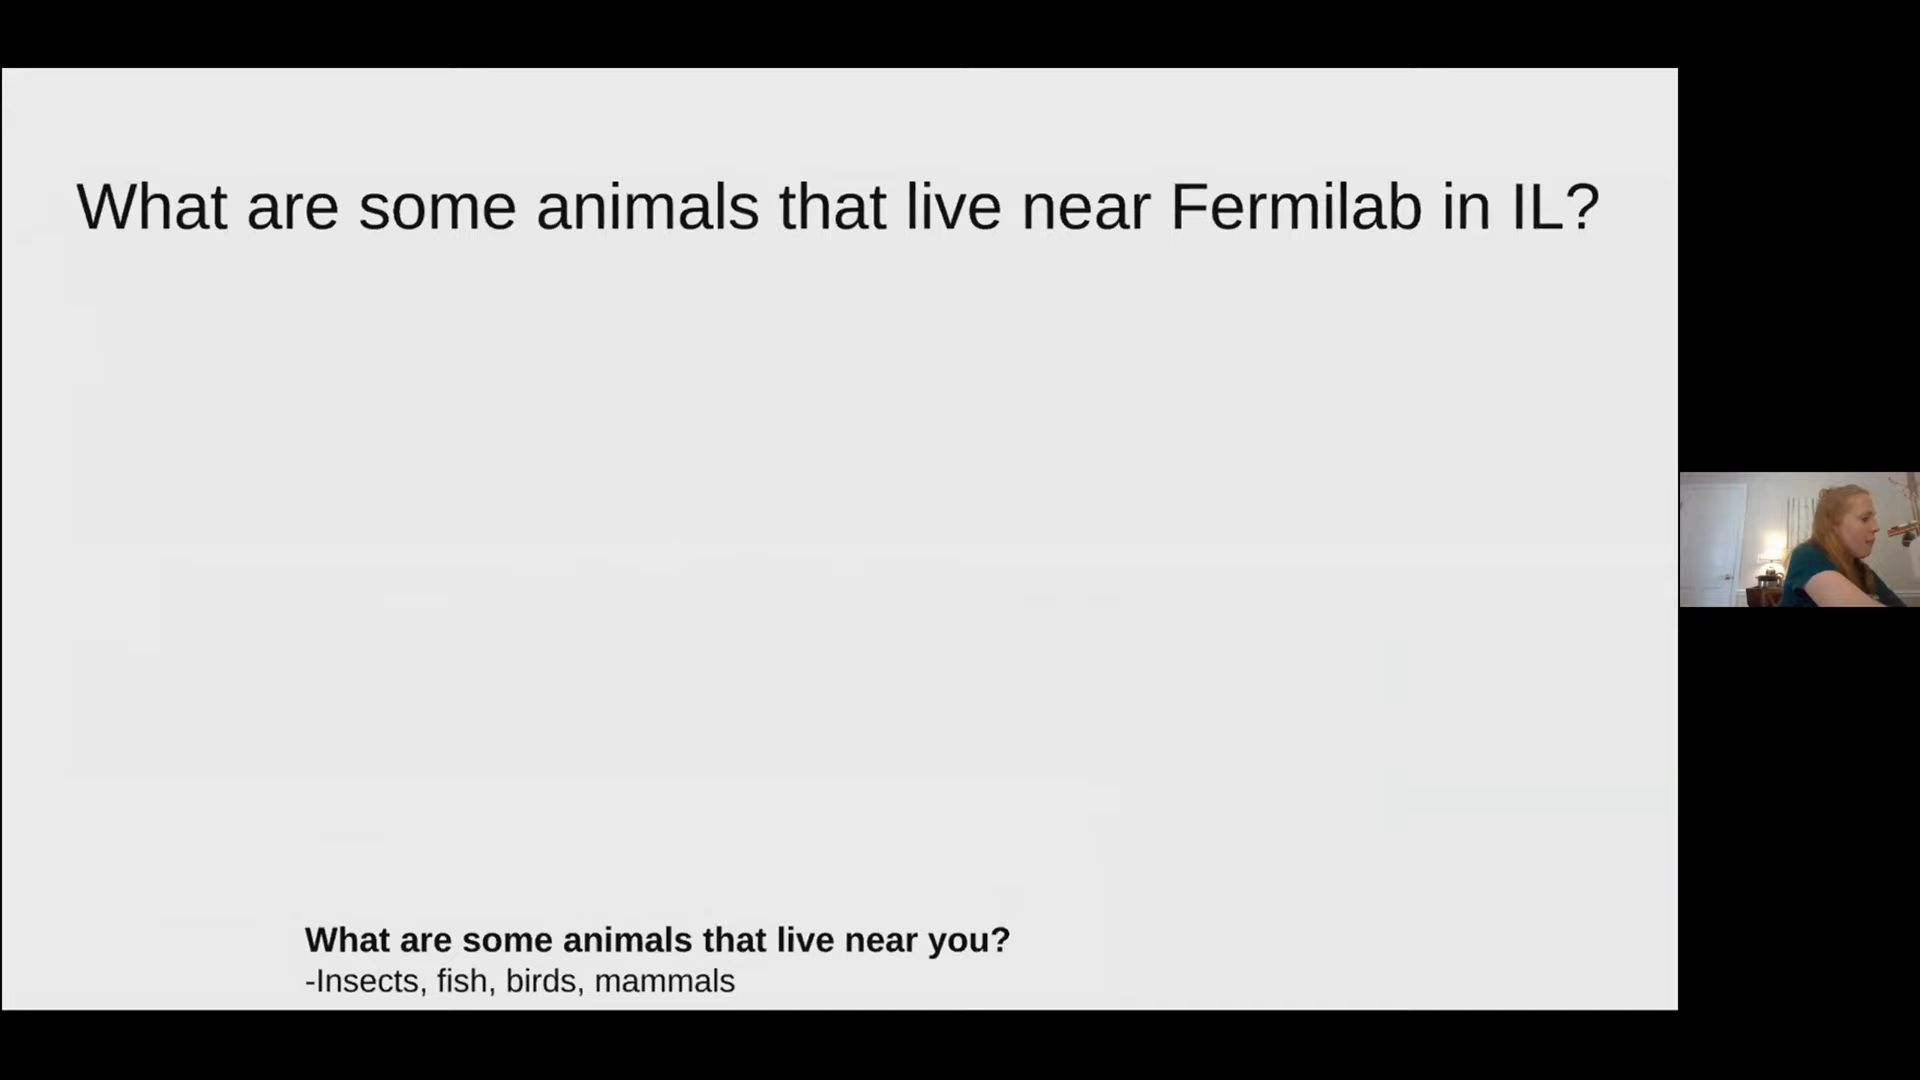 What are some animals that live near Fermilab in IL?
What are some animals that live near you?
-Insects, fish, birds, mammals